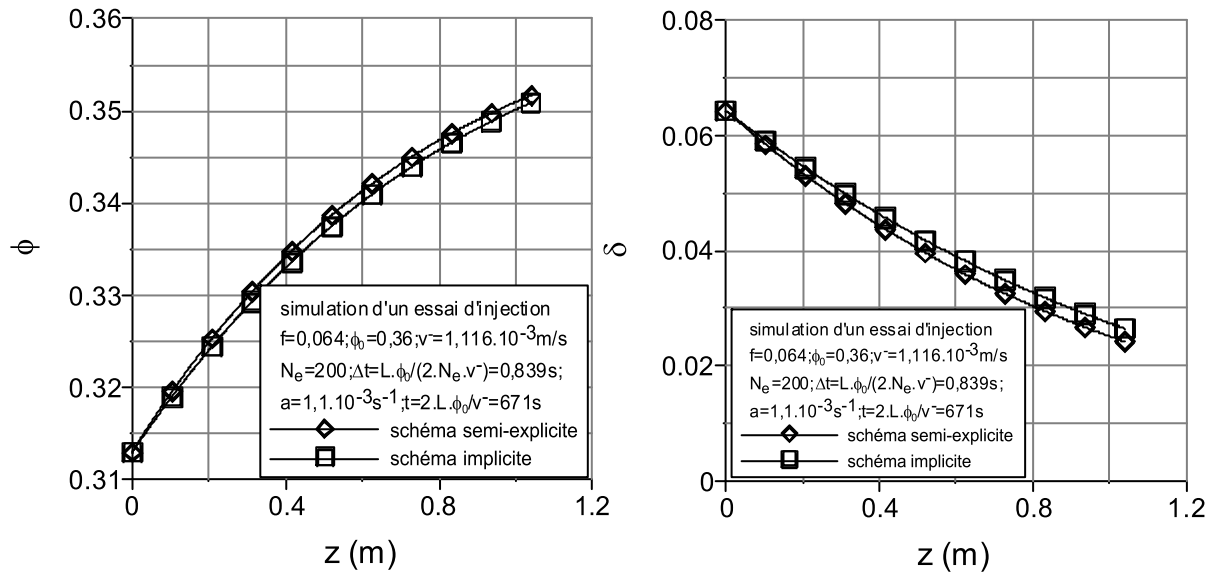 0.36
0.35
0.34
0.33
0.32
0.31
ϕ
0
0.4
0.8
1.2
z (m)
simulation d'un essai d'injection
f=0,064;ϕ₀=0,36;v⁻=1,116.10⁻³m/s
Nₑ=200;Δt=L.ϕ₀/(2.Nₑ.v⁻)=0,839s;
a=1,1.10⁻³s⁻¹;t=2.L.ϕ₀/v⁻=671s
schéma semi-explicite
schéma implicite
0.08
0.06
0.04
0.02
0
δ
0
0.4
0.8
1.2
z (m)
simulation d'un essai d'injection
f=0,064;ϕ₀=0,36;v⁻=1,116.10⁻³m/s
Nₑ=200;Δt=L.ϕ₀/(2.Nₑ.v⁻)=0,839s;
a=1,1.10⁻³s⁻¹;t=2.L.ϕ₀/v⁻=671s
schéma semi-explicite
schéma implicite